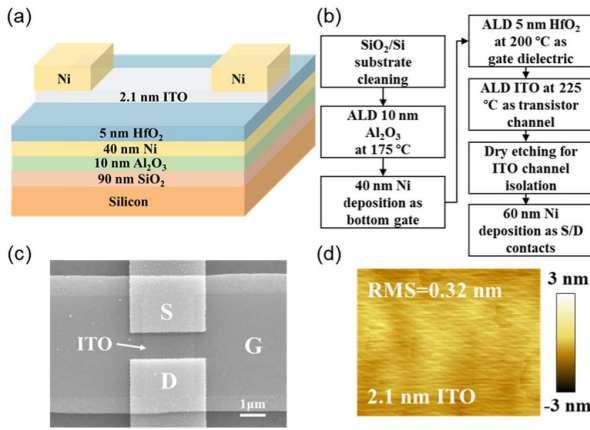 (a)
Ni
Ni
2.1 nm ITO
5 nm HfO₂
40 nm Ni
10 nm Al₂O₃
90 nm SiO₂
Silicon
(b)
SiO₂/Si
substrate
cleaning
ALD 10 nm
Al₂O₃
at 175 °C
40 nm Ni
deposition as
bottom gate
ALD 5 nm HfO₂
at 200 °C as
gate dielectric
ALD ITO at 225
°C as transistor
channel
Dry etching for
ITO channel
isolation
60 nm Ni
deposition as S/D
contacts
(c)
S
ITO
G
D
1μm
(d)
RMS=0.32 nm
2.1 nm ITO
3 nm
-3 nm